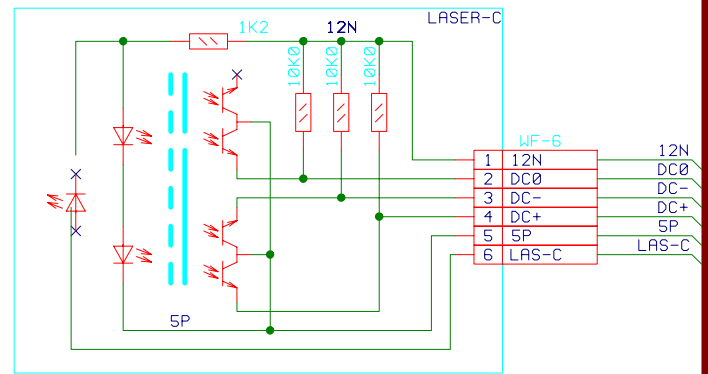 LASER-C
1K2
12N
10K0
10K0
10K0
WF-6
1 12N
2 DC0
3 DC-
4 DC+
5 5P
6 LAS-C
12N
DC0
DC-
DC+
5P
LAS-C
5P